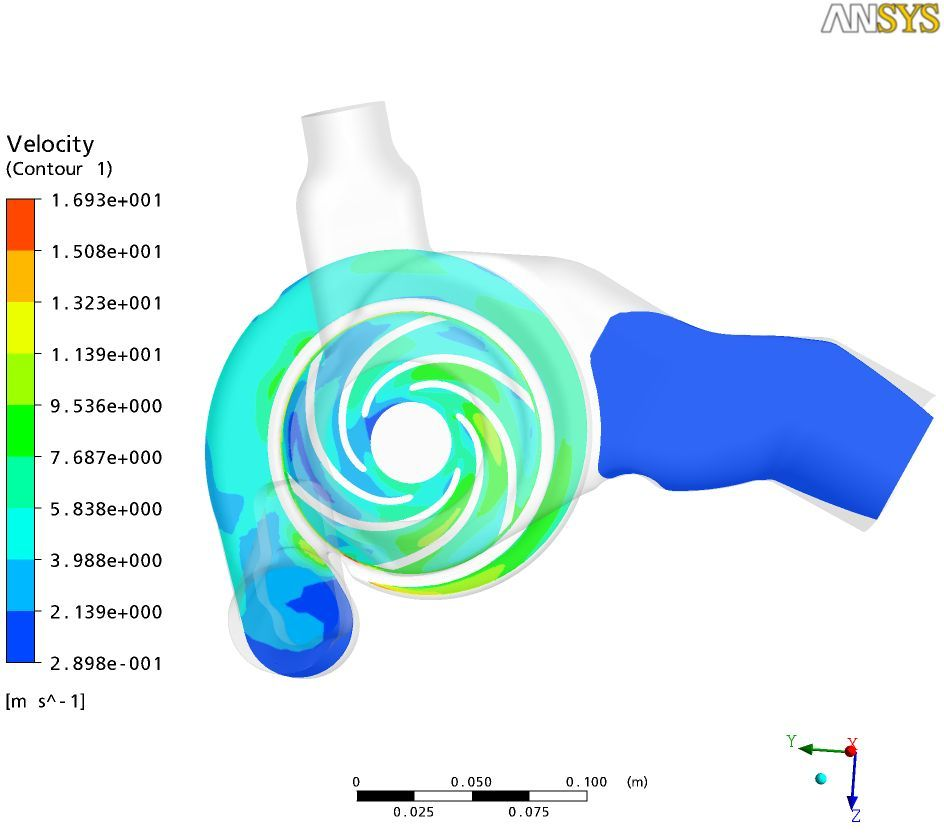 ANSYS
Velocity
(Contour 1)
1.693e+001
1.508e+001
1.323e+001
1.139e+001
9.536e+000
7.687e+000
5.838e+000
3.988e+000
2.139e+000
2.898e-001
[m s^-1]
Y
X
Z
0 0.050 0.100 (m)
0.025 0.075